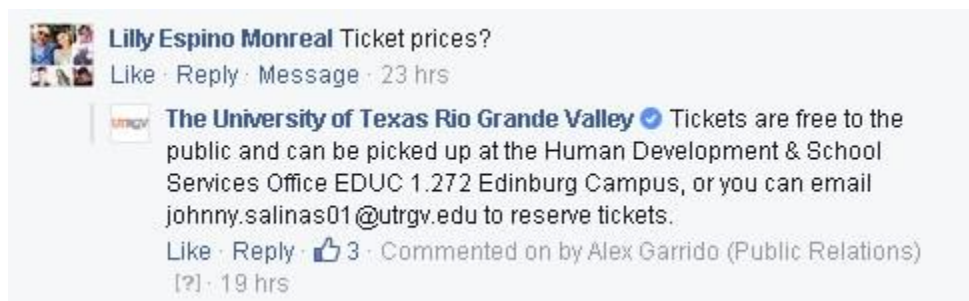 Lilly Espino Monreal Ticket prices?
Like · Reply · Message · 23 hrs
UTRGV The University of Texas Rio Grande Valley Tickets are free to the
public and can be picked up at the Human Development & School
Services Office EDUC 1.272 Edinburg Campus, or you can email
johnny.salinas01@utrgv.edu to reserve tickets.
Like · Reply · 3 · Commented on by Alex Garrido (Public Relations)
[?] · 19 hrs